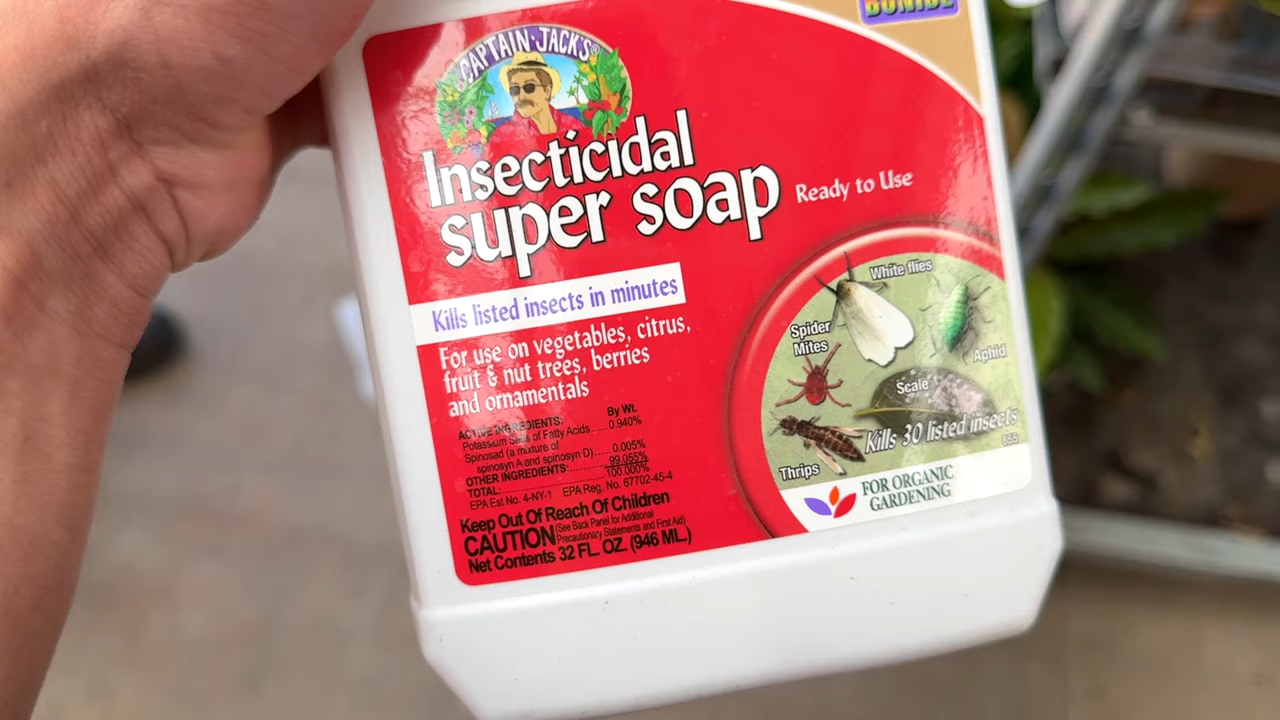 BONIDE
CAPTAIN JACK'S®
Insecticidal
super soap
Ready to Use
Kills listed insects in minutes
For use on vegetables, citrus,
fruit & nut trees, berries
and ornamentals
By Wt.
ACTIVE INGREDIENTS:
Potassium Salts of Fatty Acids...... 0.940%
Spinosad (a mixture of
spinosyn A and spinosyn D)..... 0.005%
OTHER INGREDIENTS: 99.055%
TOTAL: 100.000%
EPA Est No. 4-NY-1 EPA Reg. No. 67702-45-4
Keep Out Of Reach Of Children
CAUTION (See Back Panel for Additional
Precautionary Statements and First Aid)
Net Contents 32 FL. OZ. (946 ML.)
White flies
Spider
Mites
Aphid
Scale
Kills 30 listed insects
Thrips
FOR ORGANIC
GARDENING